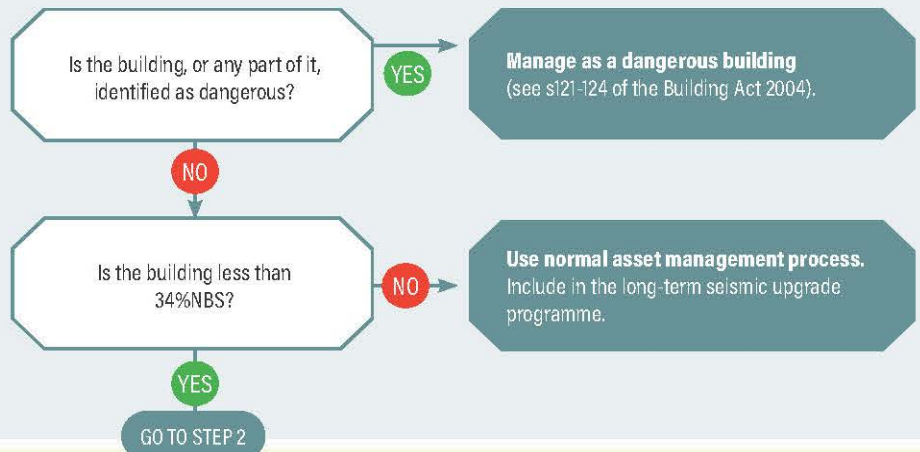 Is the building, or any part of it,
identified as dangerous?
YES
Manage as a dangerous building
(see s121-124 of the Building Act 2004).
NO
Is the building less than
34%NBS?
NO
Use normal asset management process.
Include in the long-term seismic upgrade
programme.
YES
GO TO STEP 2